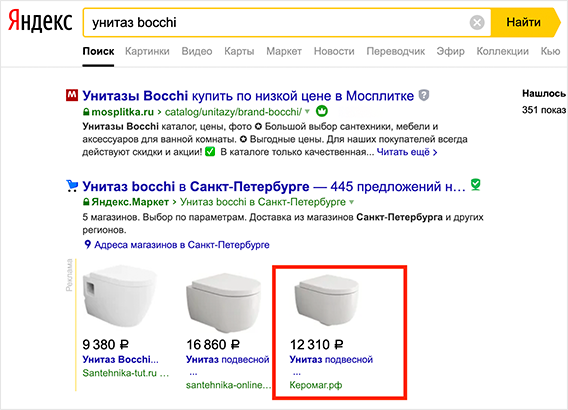 Яндекс
унитаз bocchi
Найти
Поиск Картинки Видео Карты Маркет Новости Переводчик Эфир Коллекции Кью
Унитазы Bocchi купить по низкой цене в Мосплитке
mosplitka.ru › catalog/unitazy/brand-bocchi/
Унитазы Bocchi каталог, цены, фото ✪ Большой выбор сантехники, мебели и
аксессуаров для ванной комнаты. ✪ Выгодные цены. Для наших покупателей всегда
действуют скидки и акции! ✅ В каталоге только качественная... Читать ещё ›
Нашлось
351 показ
Унитаз bocchi в Санкт-Петербурге — 445 предложений н...
Яндекс.Маркет › Унитаз bocchi в Санкт-Петербурге
5 магазинов. Выбор по параметрам. Доставка из магазинов Санкт-Петербурга и других
регионов.
Адреса магазинов в Санкт-Петербурге
Реклама
9 380 ₽
Унитаз Bocchi...
Santehnika-tut.ru ...
16 860 ₽
Унитаз подвесной
...
santehnika-online...
12 310 ₽
Унитаз подвесной
...
Керомаг.рф